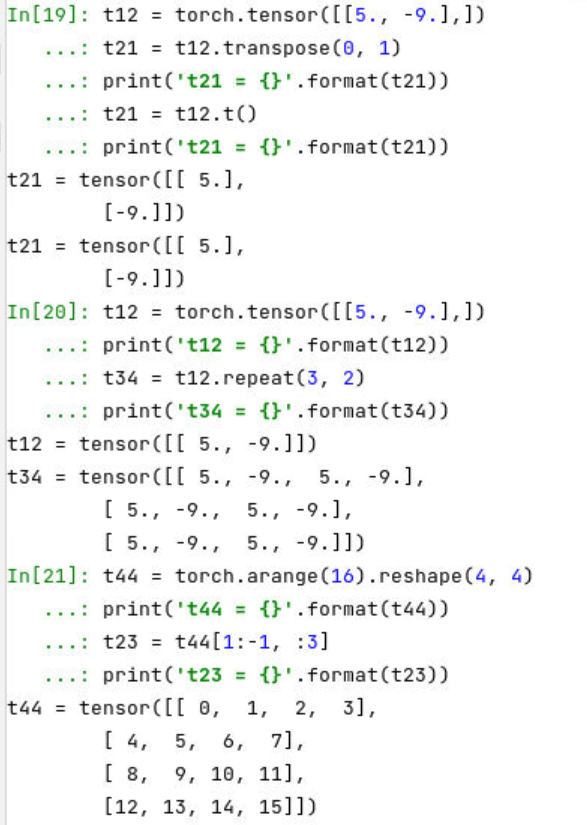 In[19]: t12 = torch.tensor([[5., -9.],])
   ...: t21 = t12.transpose(0, 1)
   ...: print('t21 = {}'.format(t21))
   ...: t21 = t12.t()
   ...: print('t21 = {}'.format(t21))
t21 = tensor([[ 5.],
        [-9.]])
t21 = tensor([[ 5.],
        [-9.]])
In[20]: t12 = torch.tensor([[5., -9.],])
   ...: print('t12 = {}'.format(t12))
   ...: t34 = t12.repeat(3, 2)
   ...: print('t34 = {}'.format(t34))
t12 = tensor([[ 5., -9.]])
t34 = tensor([[ 5., -9.,  5., -9.],
        [ 5., -9.,  5., -9.],
        [ 5., -9.,  5., -9.]])
In[21]: t44 = torch.arange(16).reshape(4, 4)
   ...: print('t44 = {}'.format(t44))
   ...: t23 = t44[1:-1, :3]
   ...: print('t23 = {}'.format(t23))
t44 = tensor([[ 0,  1,  2,  3],
        [ 4,  5,  6,  7],
        [ 8,  9, 10, 11],
        [12, 13, 14, 15]])